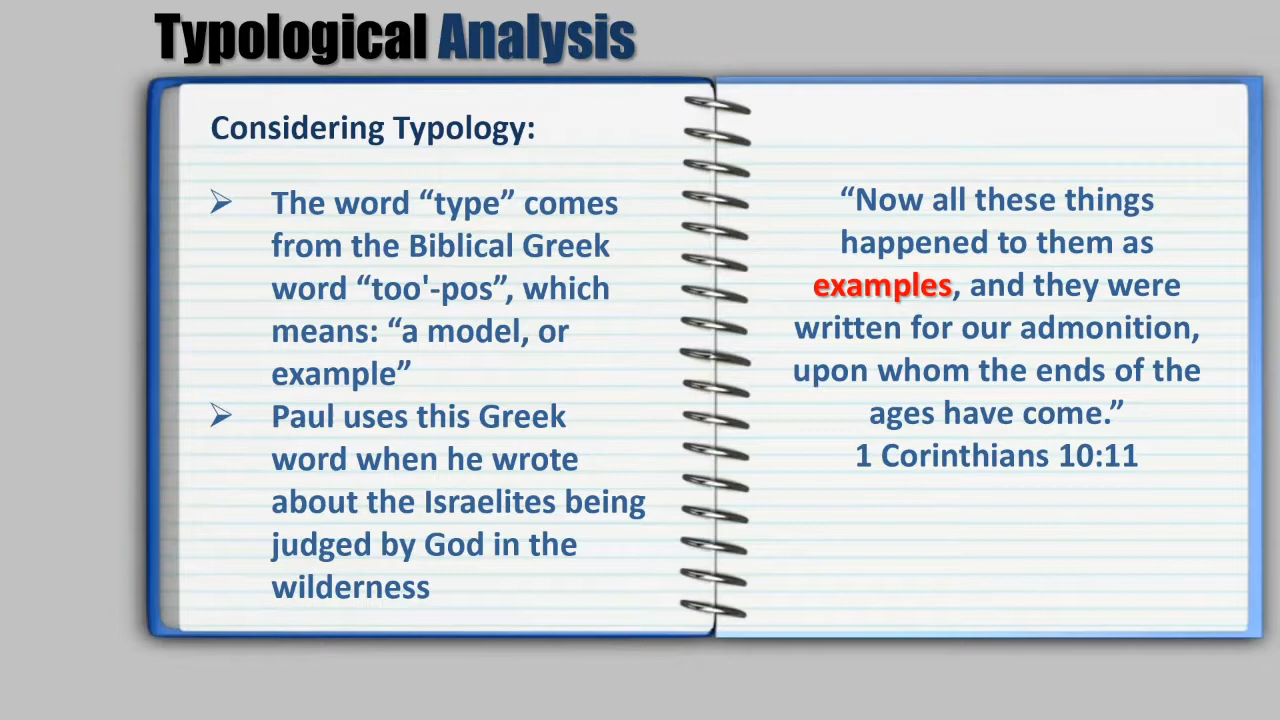 Typological Analysis
Considering Typology:
➢ The word “type” comes
from the Biblical Greek
word “too'-pos”, which
means: “a model, or
example”
➢ Paul uses this Greek
word when he wrote
about the Israelites being
judged by God in the
wilderness
“Now all these things
happened to them as
examples, and they were
written for our admonition,
upon whom the ends of the
ages have come.”
1 Corinthians 10:11